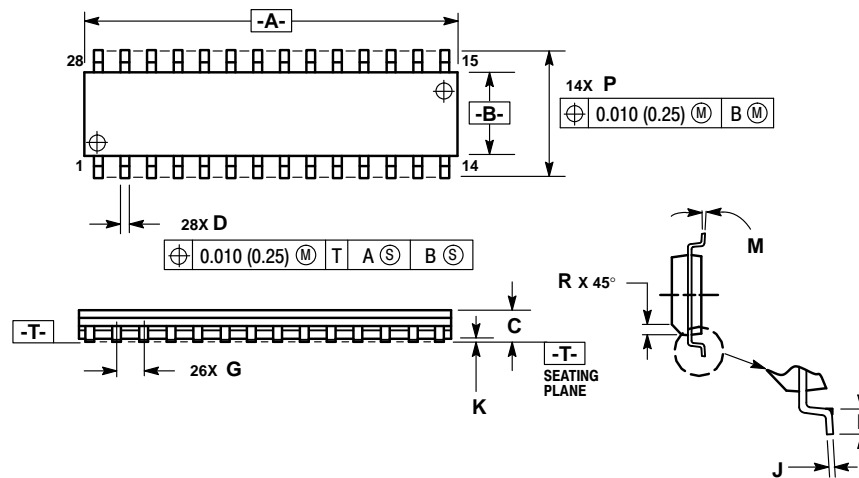 -A-
28
15
14X P
-B-
⌖ 0.010 (0.25) Ⓜ B Ⓜ
1
14
28X D
⌖ 0.010 (0.25) Ⓜ T A Ⓢ B Ⓢ
M
R X 45°
-T-
C
26X G
K
-T-
SEATING
PLANE
J